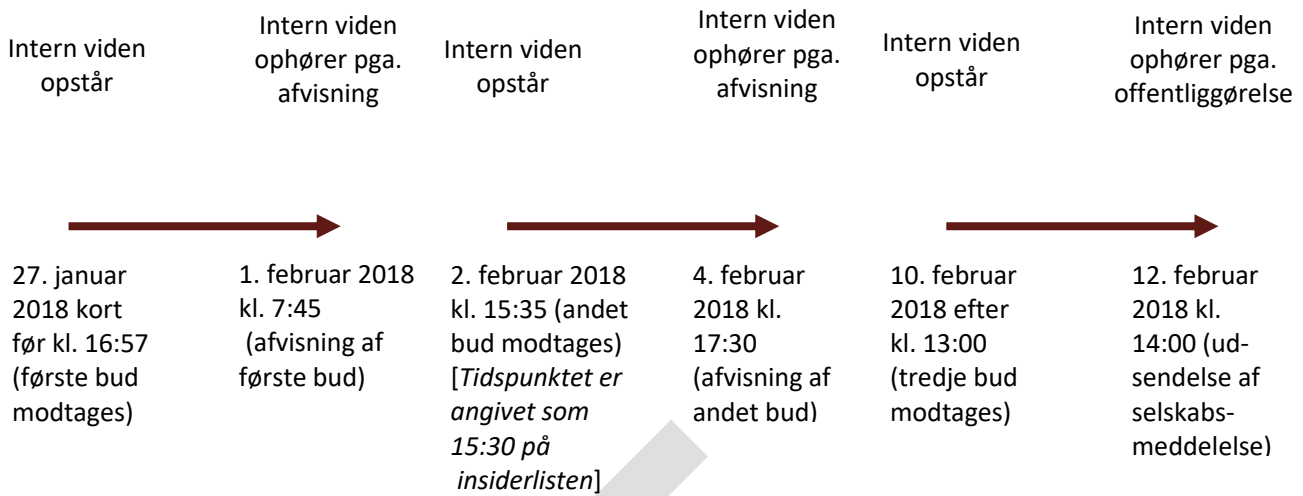 Intern viden
opstår
Intern viden
ophører pga.
afvisning
Intern viden
opstår
Intern viden
ophører pga.
afvisning
Intern viden
opstår
Intern viden
ophører pga.
offentliggørelse
27. januar
2018 kort
før kl. 16:57
(første bud
modtages)
1. februar 2018
kl. 7:45
(afvisning af
første bud)
2. februar 2018
kl. 15:35 (andet
bud modtages)
[Tidspunktet er
angivet som
15:30 på
insiderlisten]
4. februar
2018 kl.
17:30
(afvisning af
andet bud)
10. februar
2018 efter
kl. 13:00
(tredje bud
modtages)
12. februar
2018 kl.
14:00 (ud-
sendelse af
selskabs-
meddelelse)